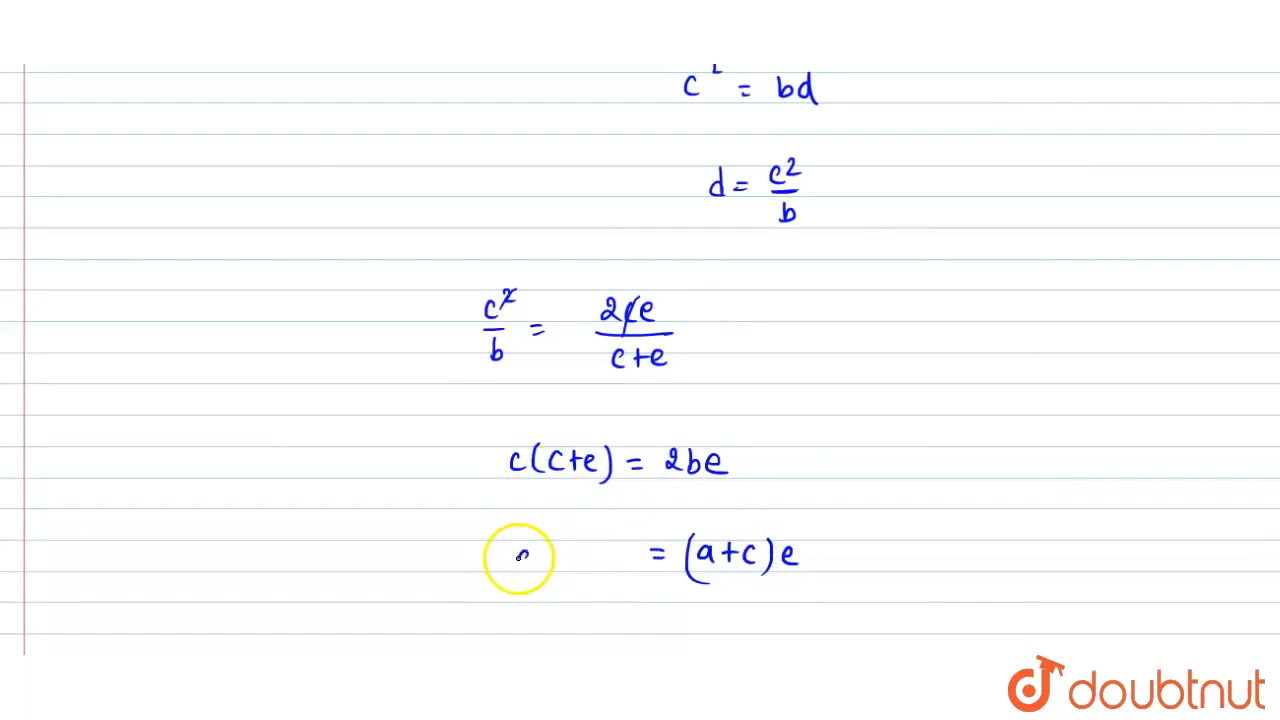 c² = bd
d = c²/b
c²/b = 2ce/(c+e)
c(c+e) = 2be
= (a+c)e
doubtnut